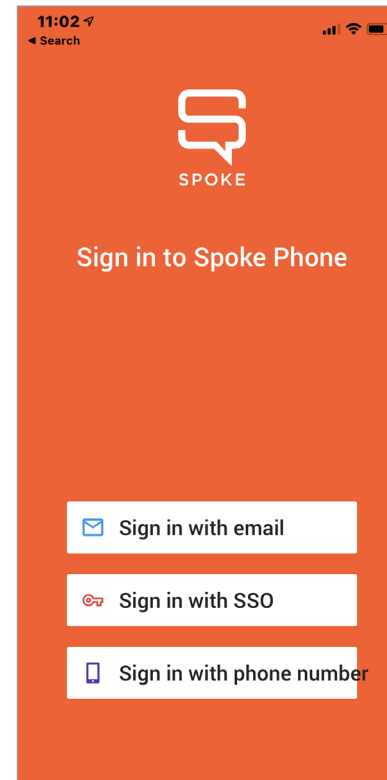 11:02
◀ Search
SPOKE
Sign in to Spoke Phone
Sign in with email
Sign in with SSO
Sign in with phone number